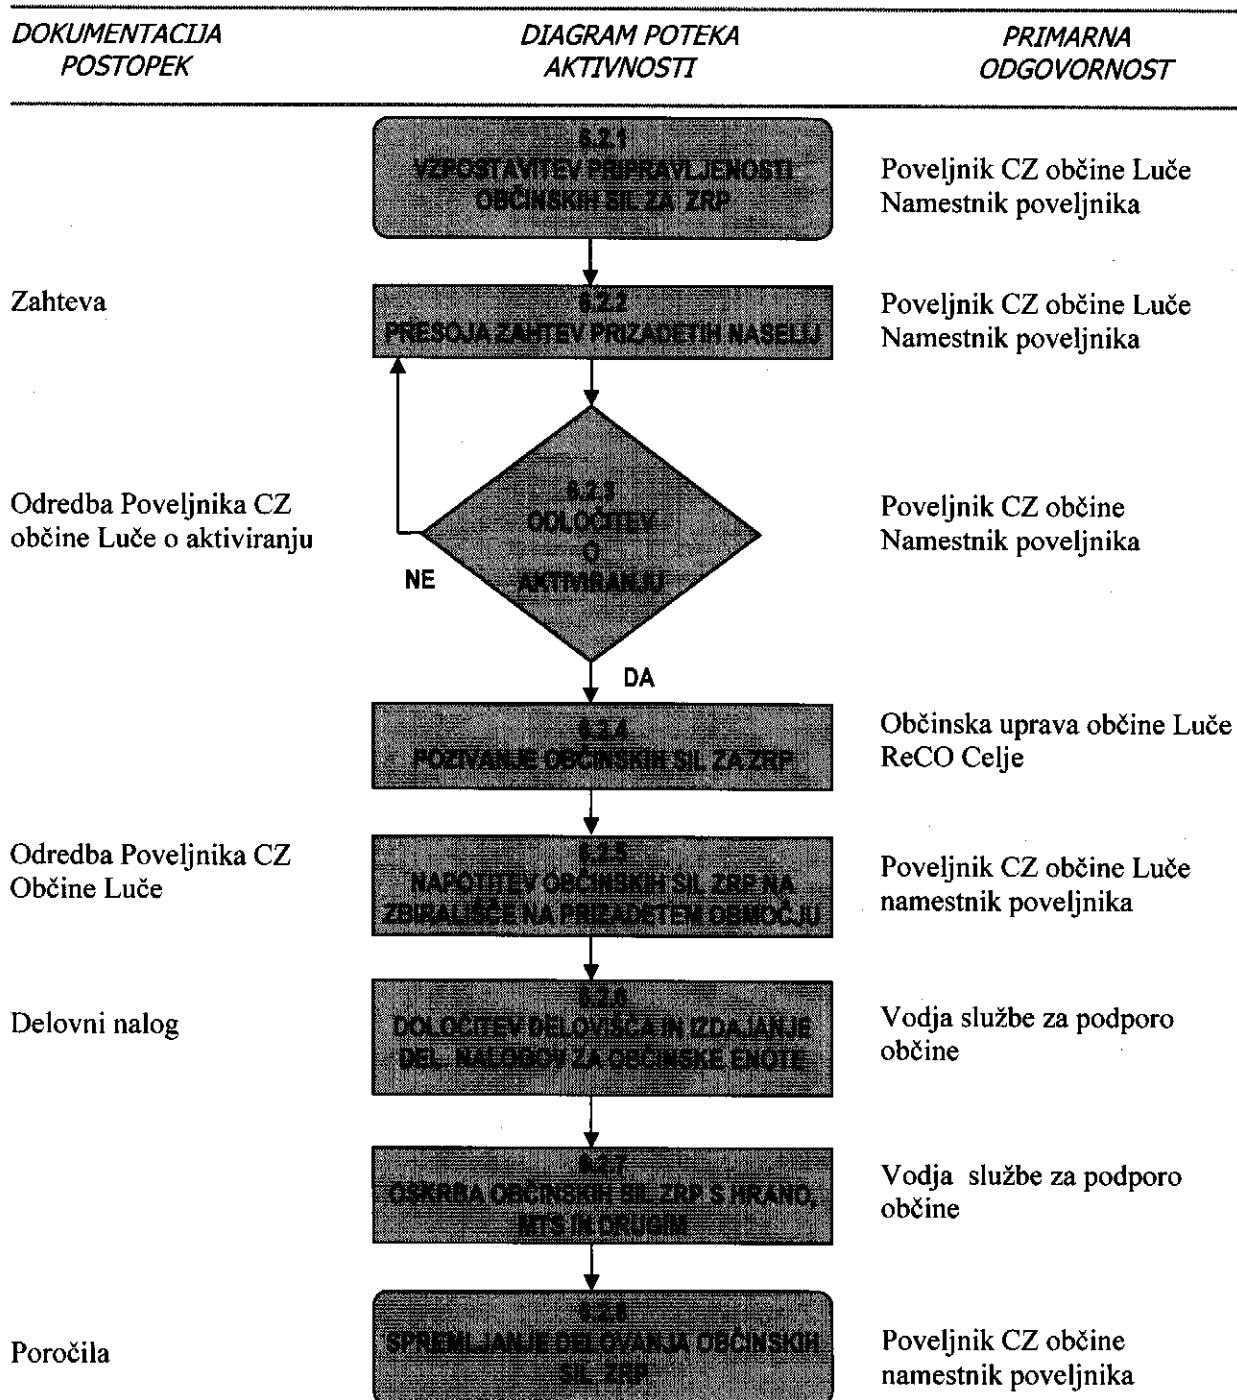 DOKUMENTACIJA
POSTOPEK
DIAGRAM POTEKA
AKTIVNOSTI
PRIMARNA
ODGOVORNOST
6.2.1
VZPOSTAVITEV PRIPRAVLJENOSTI
OBČINSKIH SIL ZA ZRP
Poveljnik CZ občine Luče
Namestnik poveljnika
Zahteva
6.2.2
PRESOJA ZAHTEV PRIZADETIH NASELIJ
Poveljnik CZ občine Luče
Namestnik poveljnika
Odredba Poveljnika CZ
občine Luče o aktiviranju
6.2.3
ODLOČITEV
O
AKTIVIRANJU
NE
DA
Poveljnik CZ občine
Namestnik poveljnika
6.2.4
POZIVANJE OBČINSKIH SIL ZA ZRP
Občinska uprava občine Luče
ReCO Celje
Odredba Poveljnika CZ
Občine Luče
6.2.5
NAPOTITEV OBČINSKIH SIL ZRP NA
ZBIRALIŠČE NA PRIZADETEM OBMOČJU
Poveljnik CZ občine Luče
namestnik poveljnika
Delovni nalog
6.2.6
DOLOČITEV DELOVIŠČA IN IZDAJANJE
DEL. NALOGOV ZA OBČINSKE ENOTE
Vodja službe za podporo
občine
6.2.7
OSKRBA OBČINSKIH SIL ZRP S HRANO,
MTS IN DRUGIM
Vodja službe za podporo
občine
Poročila
6.2.8
SPREMLJANJE DELOVANJA OBČINSKIH
SIL ZRP
Poveljnik CZ občine
namestnik poveljnika